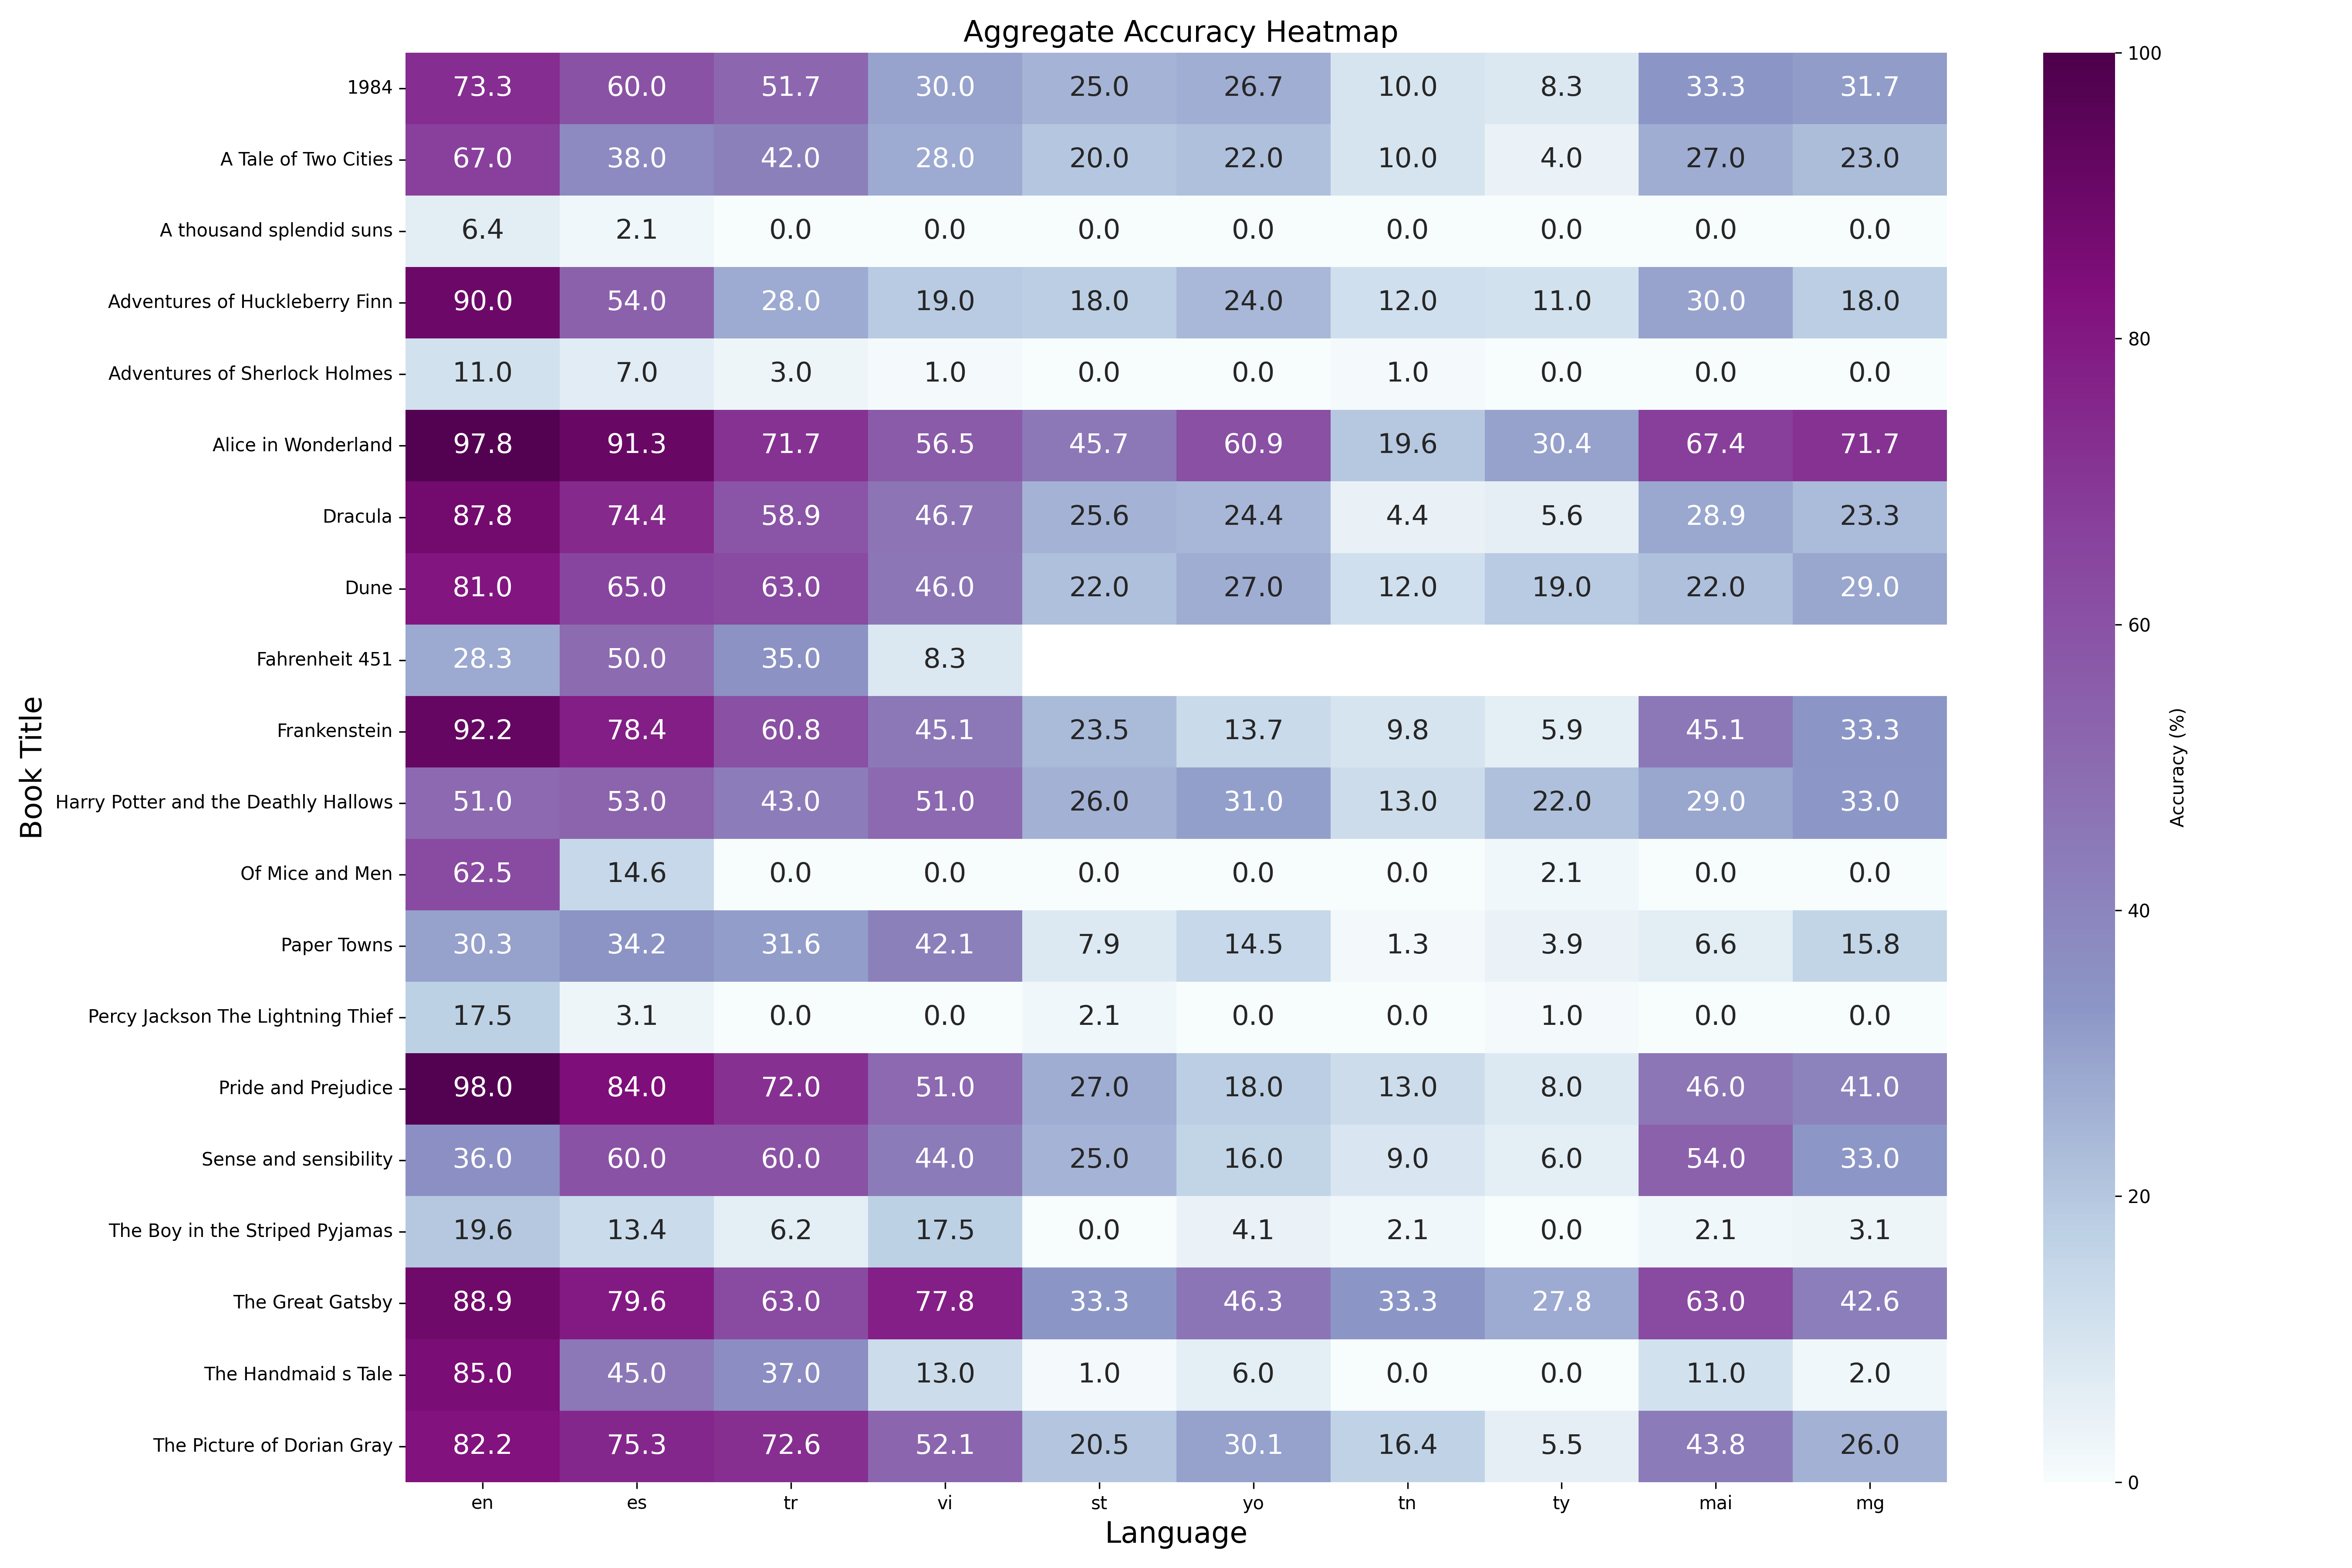 Aggregate Accuracy Heatmap
1984 73.3 60.0 51.7 30.0 25.0 26.7 10.0 8.3 33.3 31.7
A Tale of Two Cities 67.0 38.0 42.0 28.0 20.0 22.0 10.0 4.0 27.0 23.0
A thousand splendid suns 6.4 2.1 0.0 0.0 0.0 0.0 0.0 0.0 0.0 0.0
Adventures of Huckleberry Finn 90.0 54.0 28.0 19.0 18.0 24.0 12.0 11.0 30.0 18.0
Adventures of Sherlock Holmes 11.0 7.0 3.0 1.0 0.0 0.0 1.0 0.0 0.0 0.0
Alice in Wonderland 97.8 91.3 71.7 56.5 45.7 60.9 19.6 30.4 67.4 71.7
Dracula 87.8 74.4 58.9 46.7 25.6 24.4 4.4 5.6 28.9 23.3
Dune 81.0 65.0 63.0 46.0 22.0 27.0 12.0 19.0 22.0 29.0
Fahrenheit 451 28.3 50.0 35.0 8.3
Frankenstein 92.2 78.4 60.8 45.1 23.5 13.7 9.8 5.9 45.1 33.3
Harry Potter and the Deathly Hallows 51.0 53.0 43.0 51.0 26.0 31.0 13.0 22.0 29.0 33.0
Of Mice and Men 62.5 14.6 0.0 0.0 0.0 0.0 0.0 2.1 0.0 0.0
Paper Towns 30.3 34.2 31.6 42.1 7.9 14.5 1.3 3.9 6.6 15.8
Percy Jackson The Lightning Thief 17.5 3.1 0.0 0.0 2.1 0.0 0.0 1.0 0.0 0.0
Pride and Prejudice 98.0 84.0 72.0 51.0 27.0 18.0 13.0 8.0 46.0 41.0
Sense and sensibility 36.0 60.0 60.0 44.0 25.0 16.0 9.0 6.0 54.0 33.0
The Boy in the Striped Pyjamas 19.6 13.4 6.2 17.5 0.0 4.1 2.1 0.0 2.1 3.1
The Great Gatsby 88.9 79.6 63.0 77.8 33.3 46.3 33.3 27.8 63.0 42.6
The Handmaid s Tale 85.0 45.0 37.0 13.0 1.0 6.0 0.0 0.0 11.0 2.0
The Picture of Dorian Gray 82.2 75.3 72.6 52.1 20.5 30.1 16.4 5.5 43.8 26.0
en es tr vi st yo tn ty mai mg
Language
Book Title
100
80
60
40
20
0
Accuracy (%)